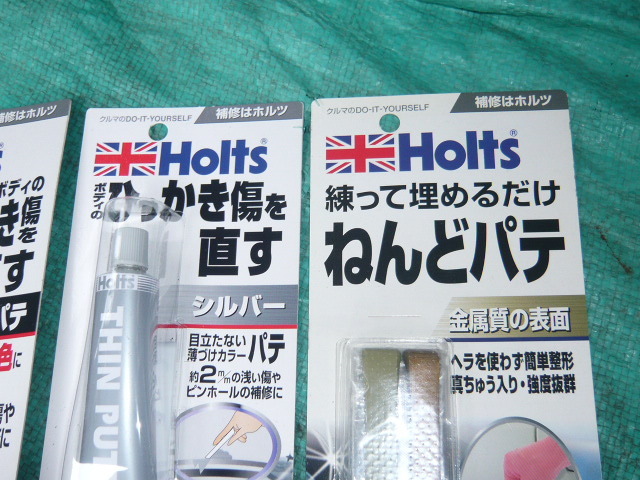 補修はホルツ
ボディの
き傷
を
す
パテ
色に
クルマのDO-IT-YOURSELF
補修はホルツ
Holts®
ボディの
ひっかき傷を
直す
シルバー
目立たない
薄づけカラーパテ
約2m/mの浅い傷や
ピンホールの補修に
Holts
THIN PUT
クルマのDO-IT-YOURSELF
補修はホルツ
Holts®
練って埋めるだけ
ねんどパテ
金属質の表面
ヘラを使わず簡単整形
真ちゅう入り・強度抜群